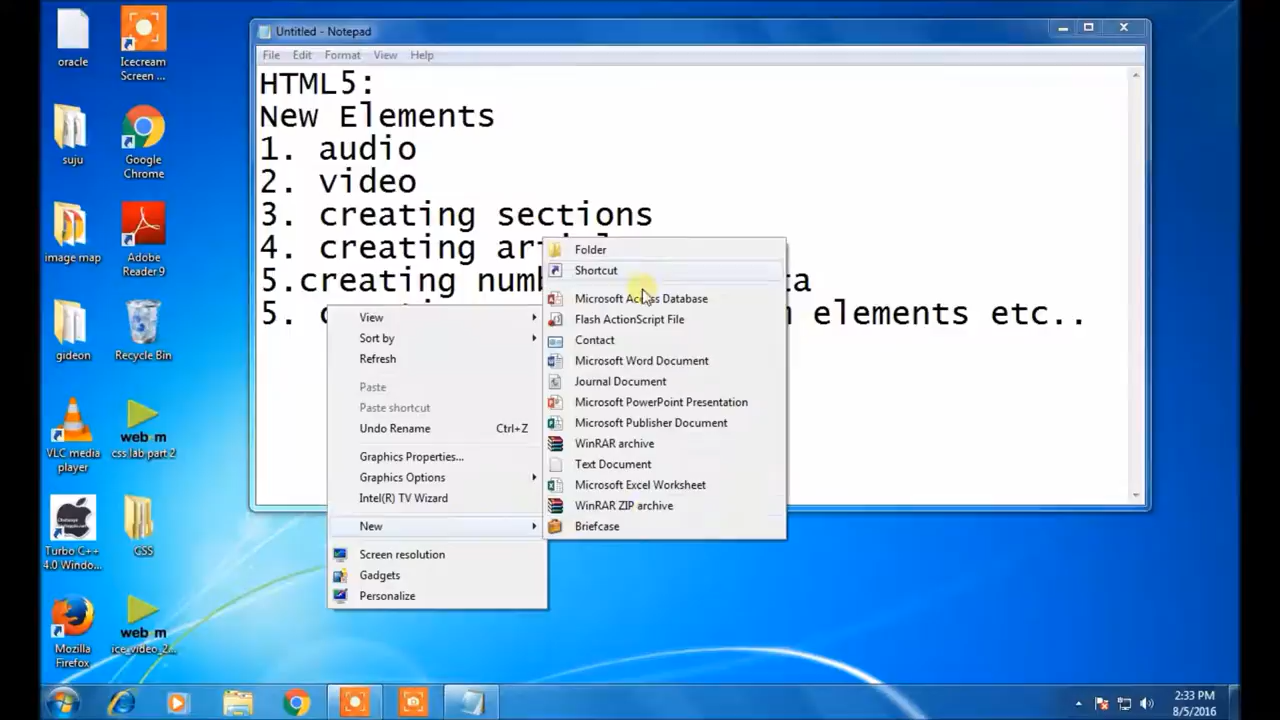 oracle
Icecream
Screen ...
suju
Google
Chrome
image map
Adobe
Reader 9
gideon
Recycle Bin
VLC media
player
web m
css lab part 2
Turbo C++
4.0 Windo...
GSS
Mozilla
Firefox
web m
ice_video_2...
Untitled - Notepad
File Edit Format View Help
HTML5:
New Elements
1. audio
2. video
3. creating sections
4. creating
5.creating
5. elements etc..
View
Sort by
Refresh
Paste
Paste shortcut
Undo Rename Ctrl+Z
Graphics Properties...
Graphics Options
Intel(R) TV Wizard
New
Screen resolution
Gadgets
Personalize
Folder
Shortcut
Microsoft Access Database
Flash ActionScript File
Contact
Microsoft Word Document
Journal Document
Microsoft PowerPoint Presentation
Microsoft Publisher Document
WinRAR archive
Text Document
Microsoft Excel Worksheet
WinRAR ZIP archive
Briefcase
2:33 PM
8/5/2016